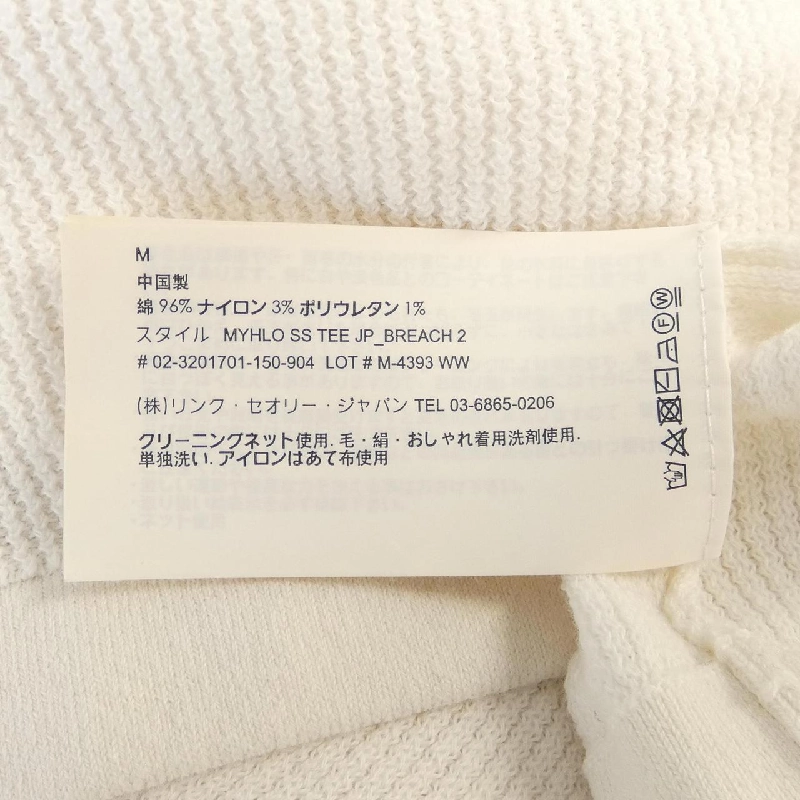 M
中国製
綿 96% ナイロン 3% ポリウレタン 1%
スタイル MYHLO SS TEE JP_BREACH 2
# 02-3201701-150-904 LOT # M-4393 WW
(株)リンク・セオリー・ジャパン TEL 03-6865-0206
クリーニングネット使用. 毛・絹・おしゃれ着用洗剤使用.
単独洗い. アイロンはあて布使用
W
F